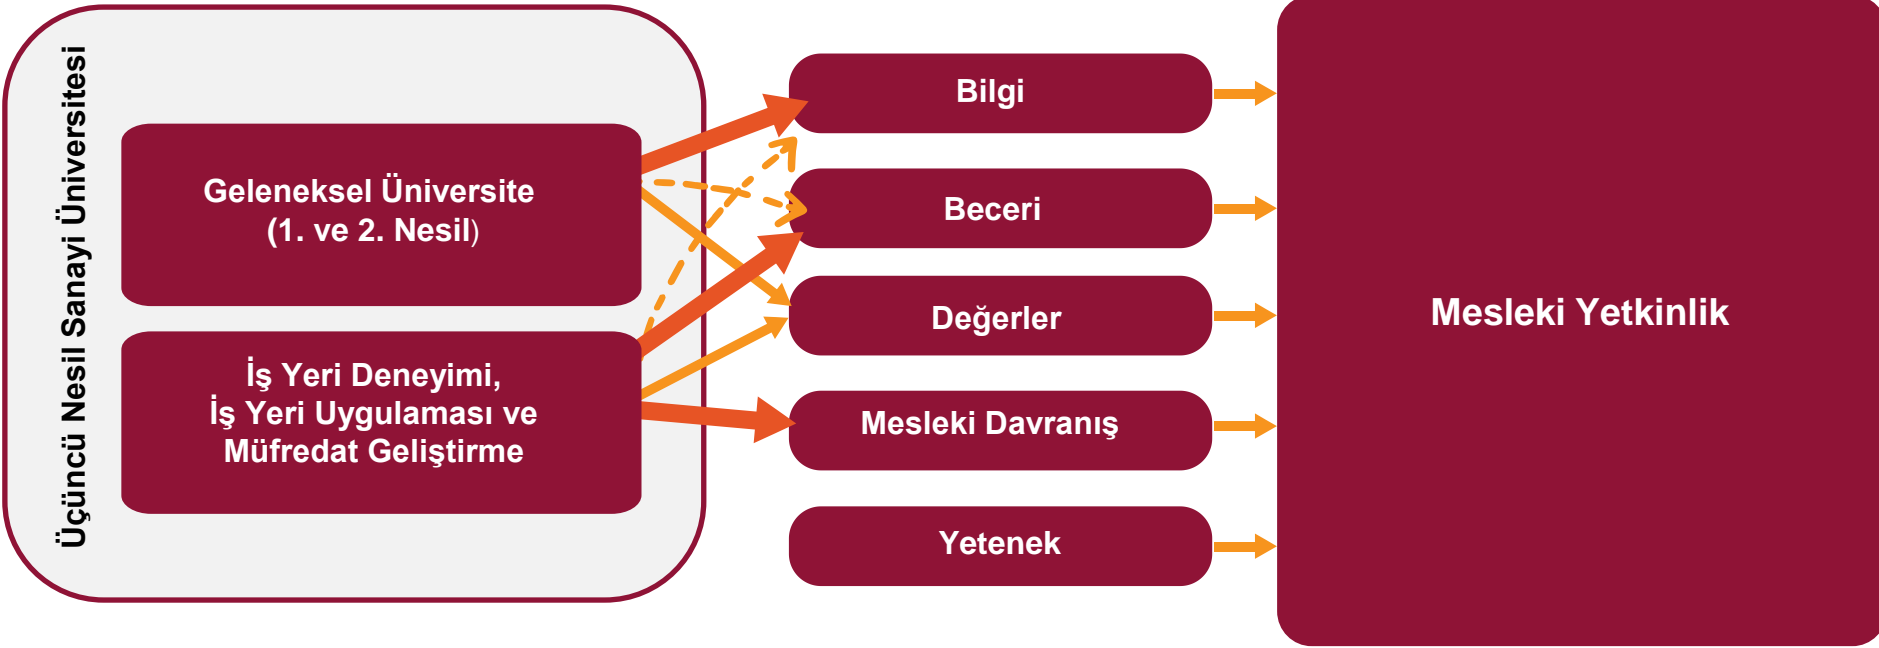 Üçüncü Nesil Sanayi Üniversitesi
Geleneksel Üniversite
(1. ve 2. Nesil)
İş Yeri Deneyimi,
İş Yeri Uygulaması ve
Müfredat Geliştirme
Bilgi
Beceri
Değerler
Mesleki Davranış
Yetenek
Mesleki Yetkinlik